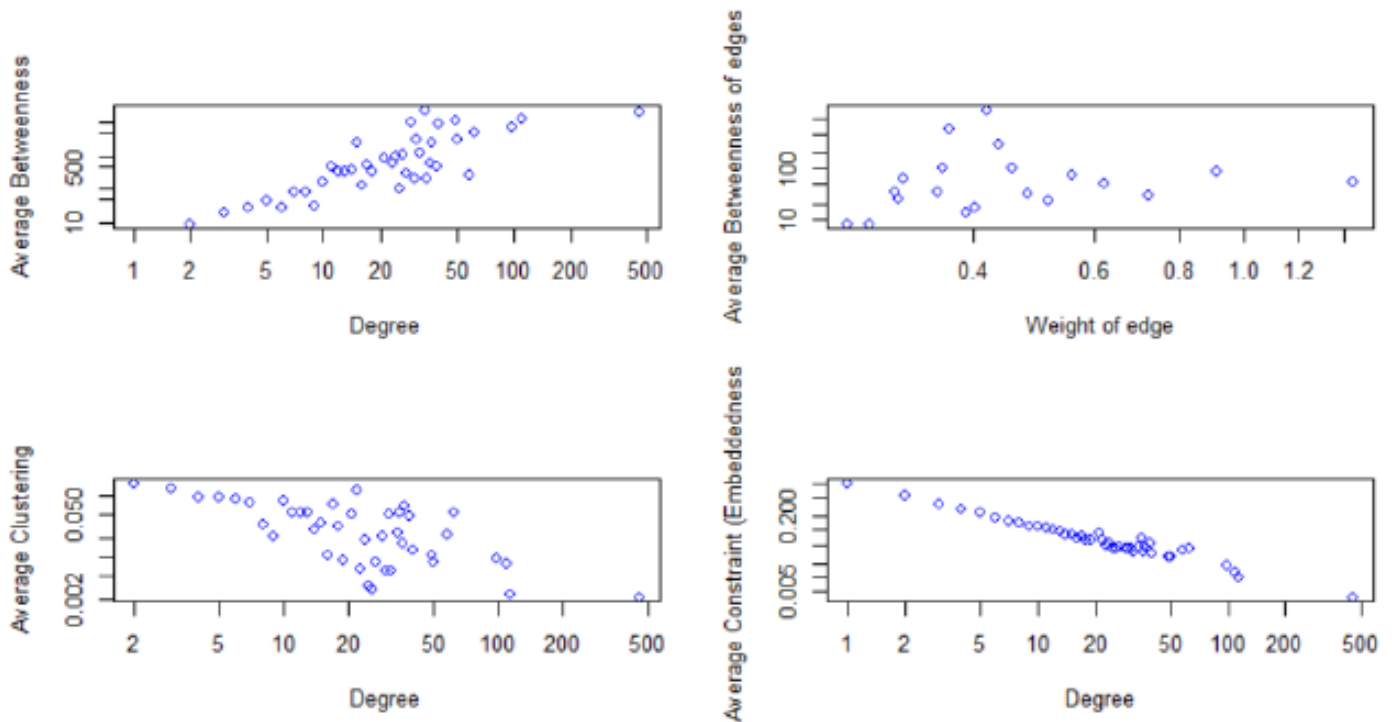 Average Betweenness
500
10
1 2 5 10 20 50 100 200 500
Degree
Average Betweenness of edges
100
10
0.4 0.6 0.8 1.0 1.2
Weight of edge
Average Clustering
0.050
0.002
2 5 10 20 50 100 200 500
Degree
Average Constraint (Embeddedness
0.200
0.005
1 2 5 10 20 50 100 200 500
Degree